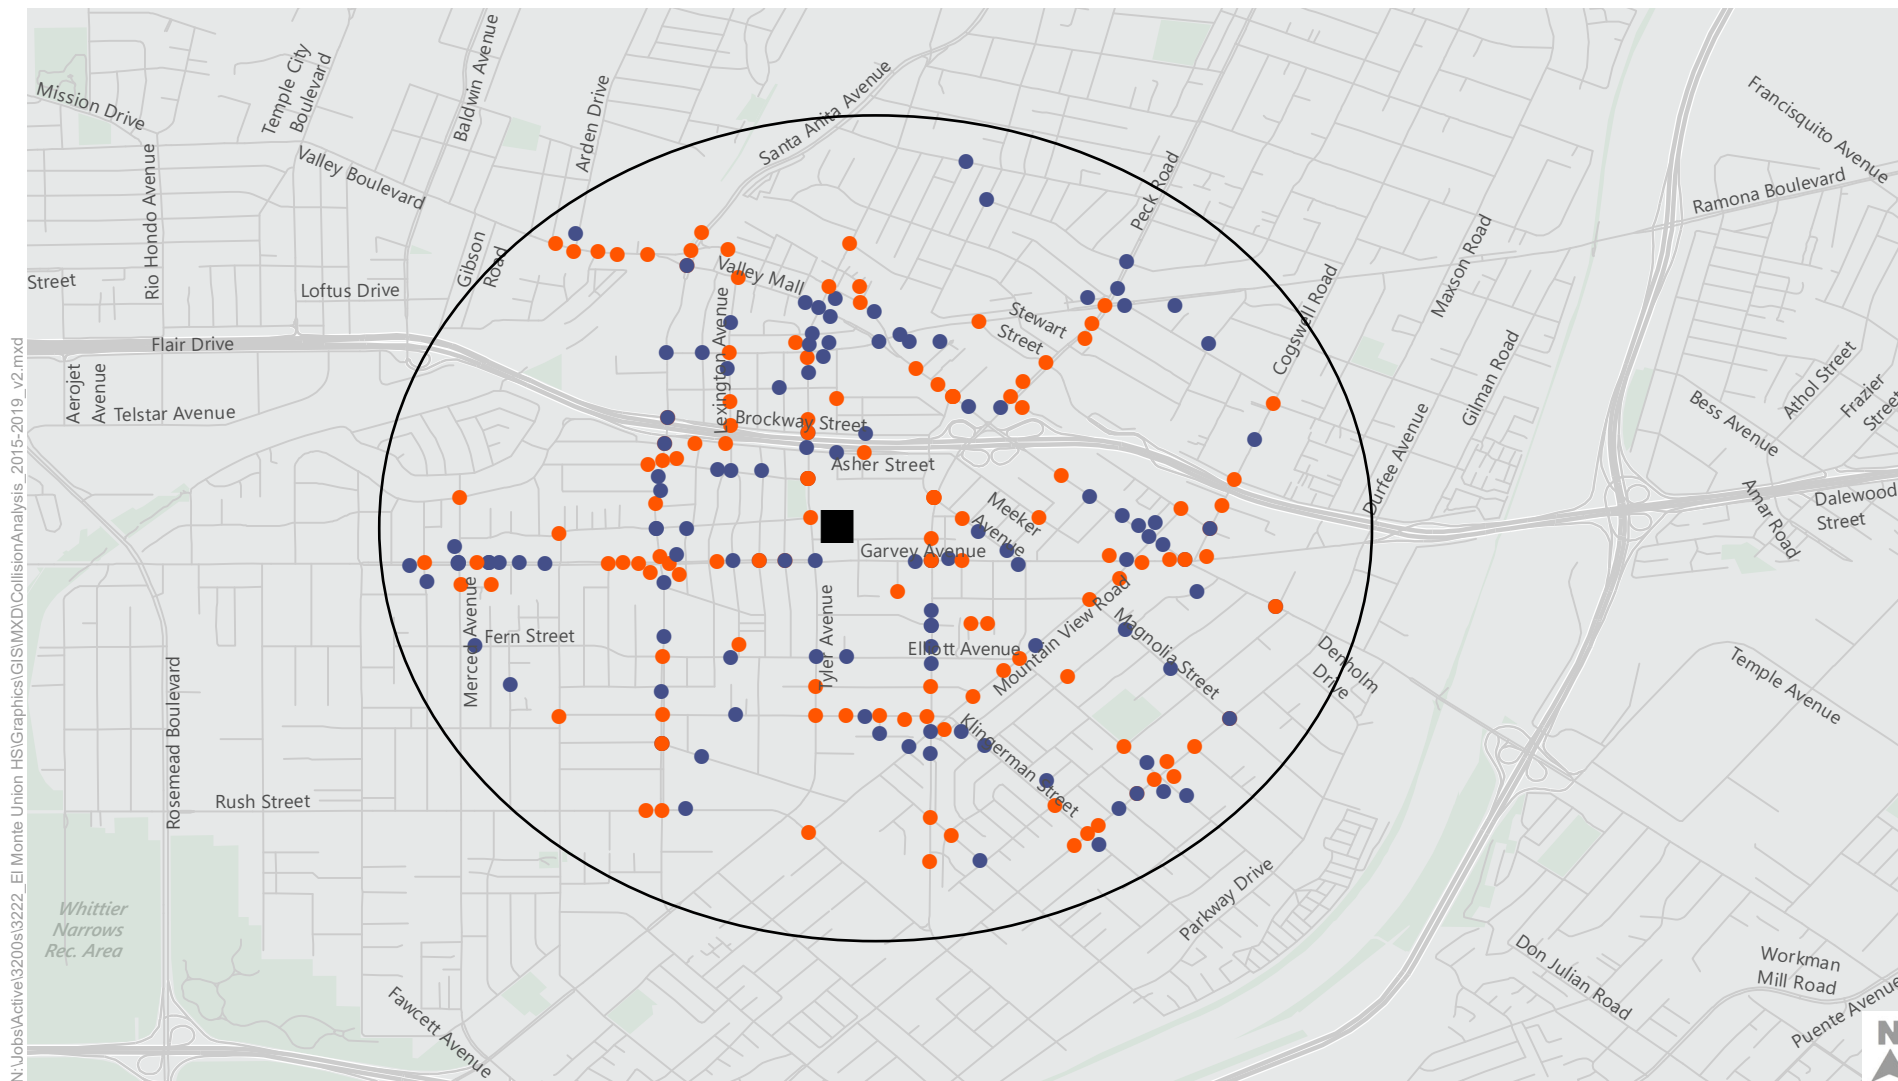 Mission Drive
Temple City
Boulevard
Baldwin Avenue
Arden Drive
Santa Anita Avenue
Francisquito Avenue
Ramona Boulevard
Valley Boulevard
Rio Hondo Avenue
Peck Road
Maxson Road
Gibson
Road
Street
Loftus Drive
Valley Mall
Stewart
Street
Cogswell Road
Flair Drive
Lexington Avenue
Gilman Road
Athol Street
Frazier
Street
Aerojet
Avenue
Telstar Avenue
Brockway Street
Bess Avenue
Durfee Avenue
Asher Street
Amar Road
Dalewood
Street
Meeker
Avenue
Garvey Avenue
Merced Avenue
Fern Street
Tyler Avenue
Elliott Avenue
Mountain View Road
Magnolia Street
Denholm
Drive
Temple Avenue
Rosemead Boulevard
Klingerman Street
Rush Street
Parkway Drive
Whittier
Narrows
Rec. Area
Don Julian Road
Workman
Mill Road
Puente Avenue
Fawcett Avenue
N
N:\Jobs\Active\3200s\3222_El Monte Union HS\Graphics\GIS\MXD\CollisionAnalysis_2015-2019_v2.mxd